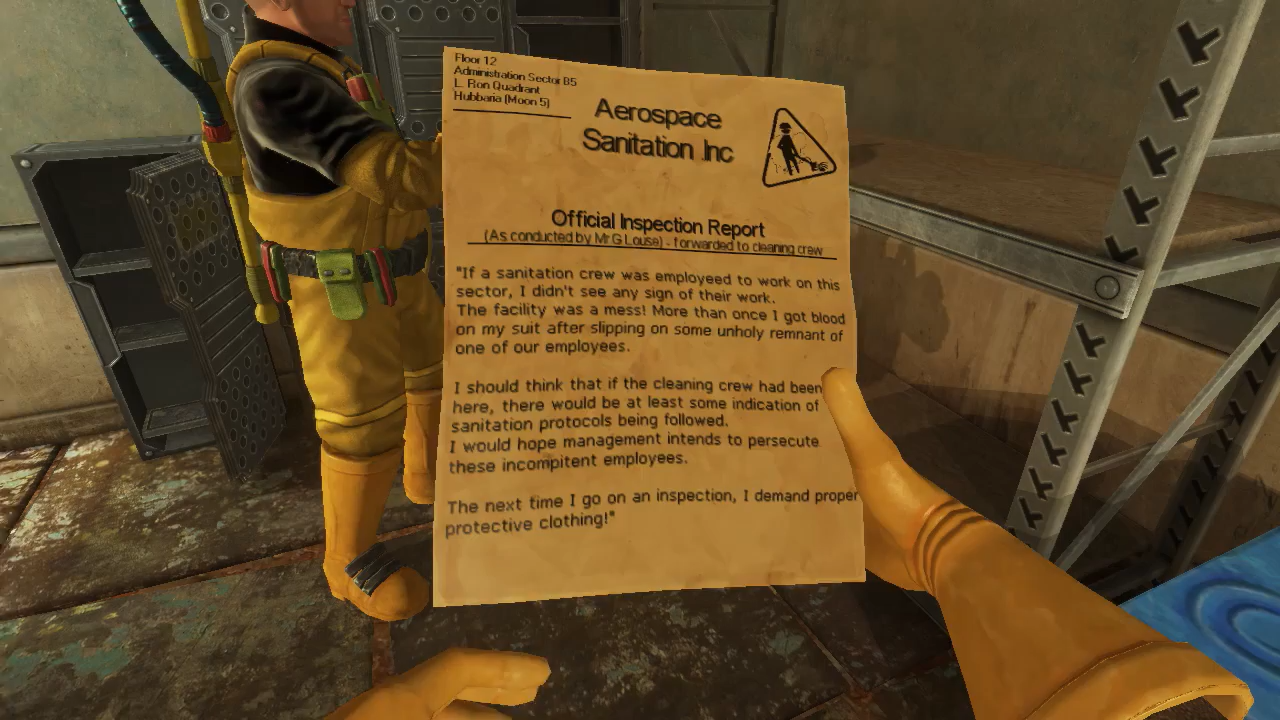 Floor 12
Administration Sector B5
L. Ron Quadrant
Hubbaria (Moon 5)
Aerospace
Sanitation Inc
Official Inspection Report
(As conducted by Mr.G Louse) - forwarded to cleaning crew
"If a sanitation crew was employeed to work on this
sector, I didn't see any sign of their work.
The facility was a mess! More than once I got blood
on my suit after slipping on some unholy remnant of
one of our employees.
I should think that if the cleaning crew had been
here, there would be at least some indication of
sanitation protocols being followed.
I would hope management intends to persecute
these incompitent employees.
The next time I go on an inspection, I demand proper
protective clothing!"